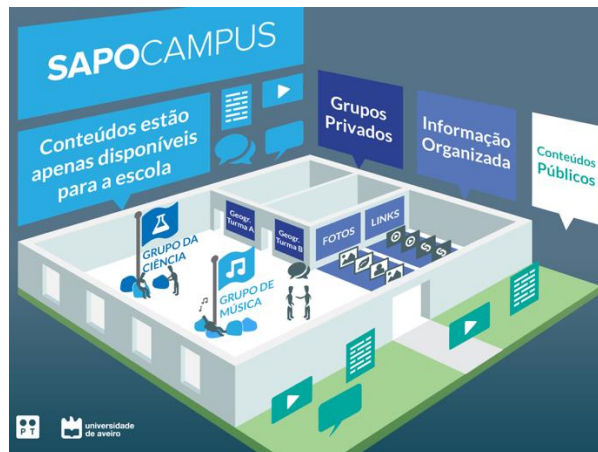 SAPOCAMPUS
Conteúdos estão
apenas disponíveis
para a escola
Grupos
Privados
Informação
Organizada
Conteúdos
Públicos
Geogr.
Turma A
Geogr.
Turma B
FOTOS
LINKS
GRUPO DA
CIÊNCIA
GRUPO DE
MÚSICA
PT
universidade
de aveiro